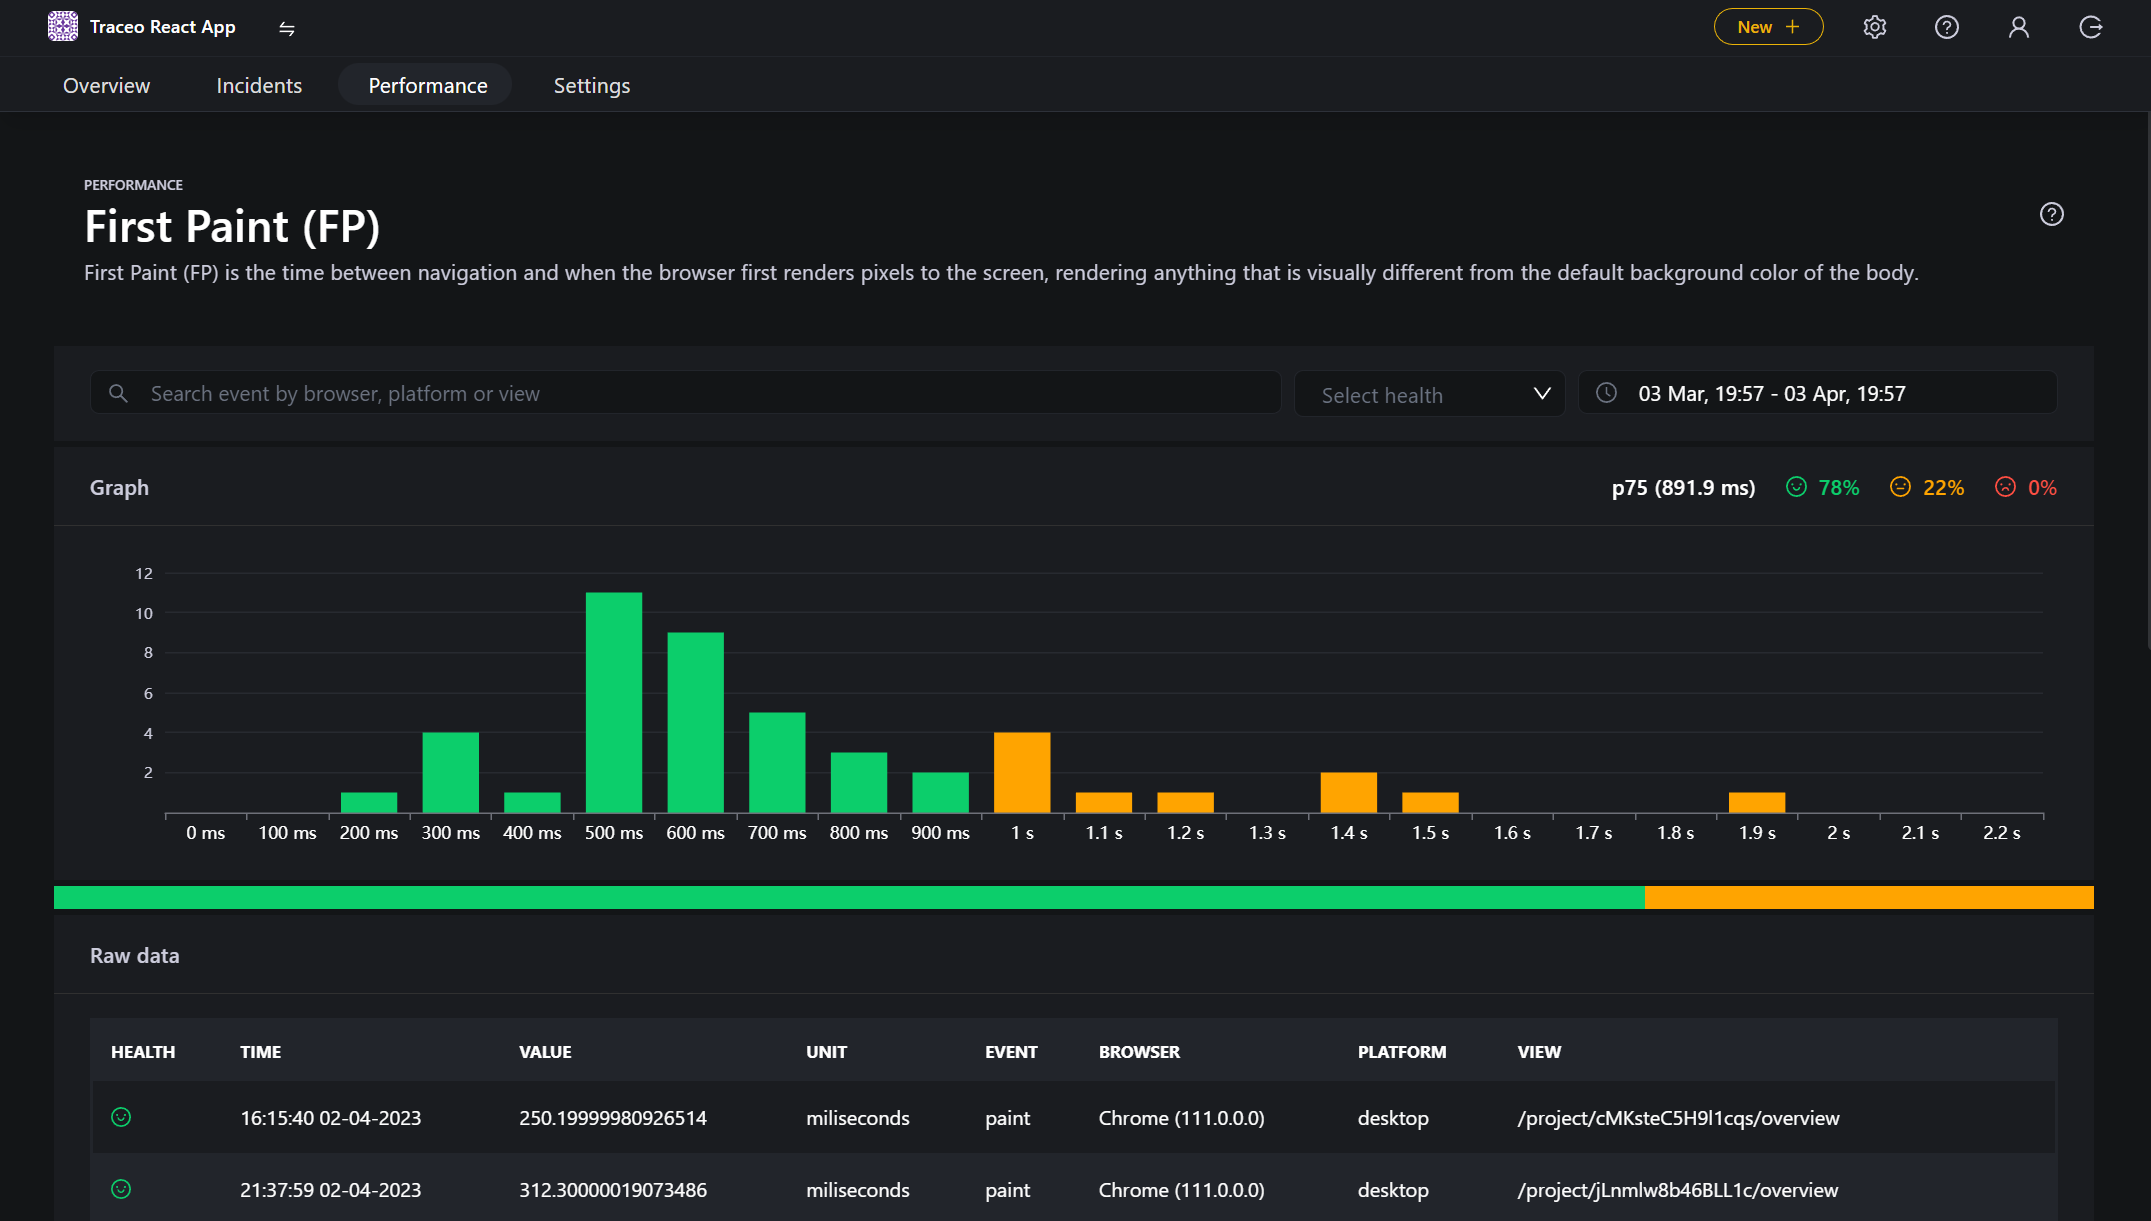 Traceo React App
New +
Overview Incidents Performance Settings
PERFORMANCE
First Paint (FP)
First Paint (FP) is the time between navigation and when the browser first renders pixels to the screen, rendering anything that is visually different from the default background color of the body.
Search event by browser, platform or view
Select health
03 Mar, 19:57 - 03 Apr, 19:57
Graph
p75 (891.9 ms) 78% 22% 0%
12
10
8
6
4
2
0 ms 100 ms 200 ms 300 ms 400 ms 500 ms 600 ms 700 ms 800 ms 900 ms 1 s 1.1 s 1.2 s 1.3 s 1.4 s 1.5 s 1.6 s 1.7 s 1.8 s 1.9 s 2 s 2.1 s 2.2 s
Raw data
HEALTH TIME VALUE UNIT EVENT BROWSER PLATFORM VIEW
16:15:40 02-04-2023 250.19999980926514 miliseconds paint Chrome (111.0.0.0) desktop /project/cMKsteC5H9l1cqs/overview
21:37:59 02-04-2023 312.30000019073486 miliseconds paint Chrome (111.0.0.0) desktop /project/jLnmlw8b46BLL1c/overview